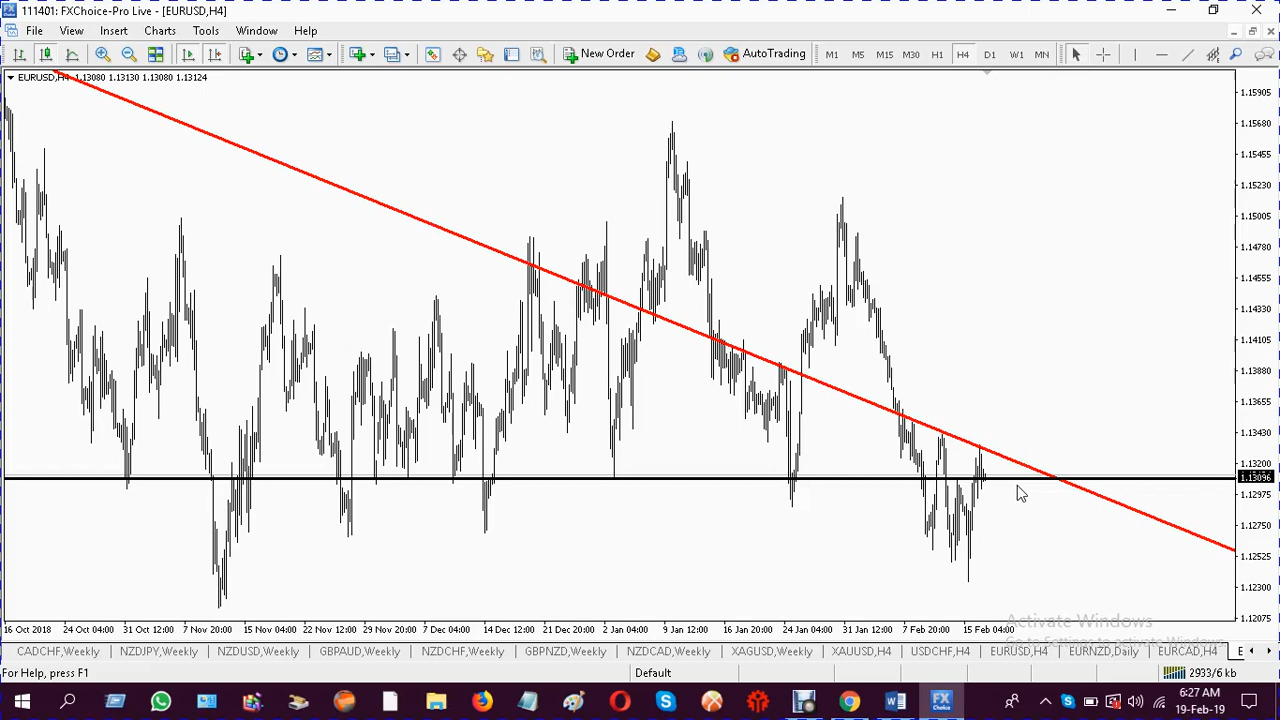 111401: FXChoice-Pro Live - [EURUSD,H4]
File View Insert Charts Tools Window Help
New Order AutoTrading M1 M5 M15 M30 H1 H4 D1 W1 MN
EURUSD,H4 1.13080 1.13130 1.13080 1.13124
1.15905
1.15680
1.15455
1.15230
1.15005
1.14780
1.14555
1.14330
1.14105
1.13880
1.13655
1.13430
1.13200
1.13096
1.12975
1.12750
1.12525
1.12300
1.12075
16 Oct 2018 24 Oct 04:00 31 Oct 12:00 7 Nov 20:00 15 Nov 04:00 22 Nov 12:00 29 Nov 20:00 7 Dec 04:00 14 Dec 12:00 21 Dec 20:00 2 Jan 04:00 9 Jan 12:00 16 Jan 20:00 24 Jan 04:00 31 Jan 12:00 7 Feb 20:00 15 Feb 04:00
Activate Windows
Go to Settings to activate Windows.
CADCHF,Weekly NZDJPY,Weekly NZDUSD,Weekly GBPAUD,Weekly NZDCHF,Weekly GBPNZD,Weekly NZDCAD,Weekly XAGUSD,Weekly XAUUSD,H4 USDCHF,H4 EURUSD,H4 EURNZD,Daily EURCAD,H4 E
For Help, press F1 Default 2933/6 kb
6:27 AM
19-Feb-19